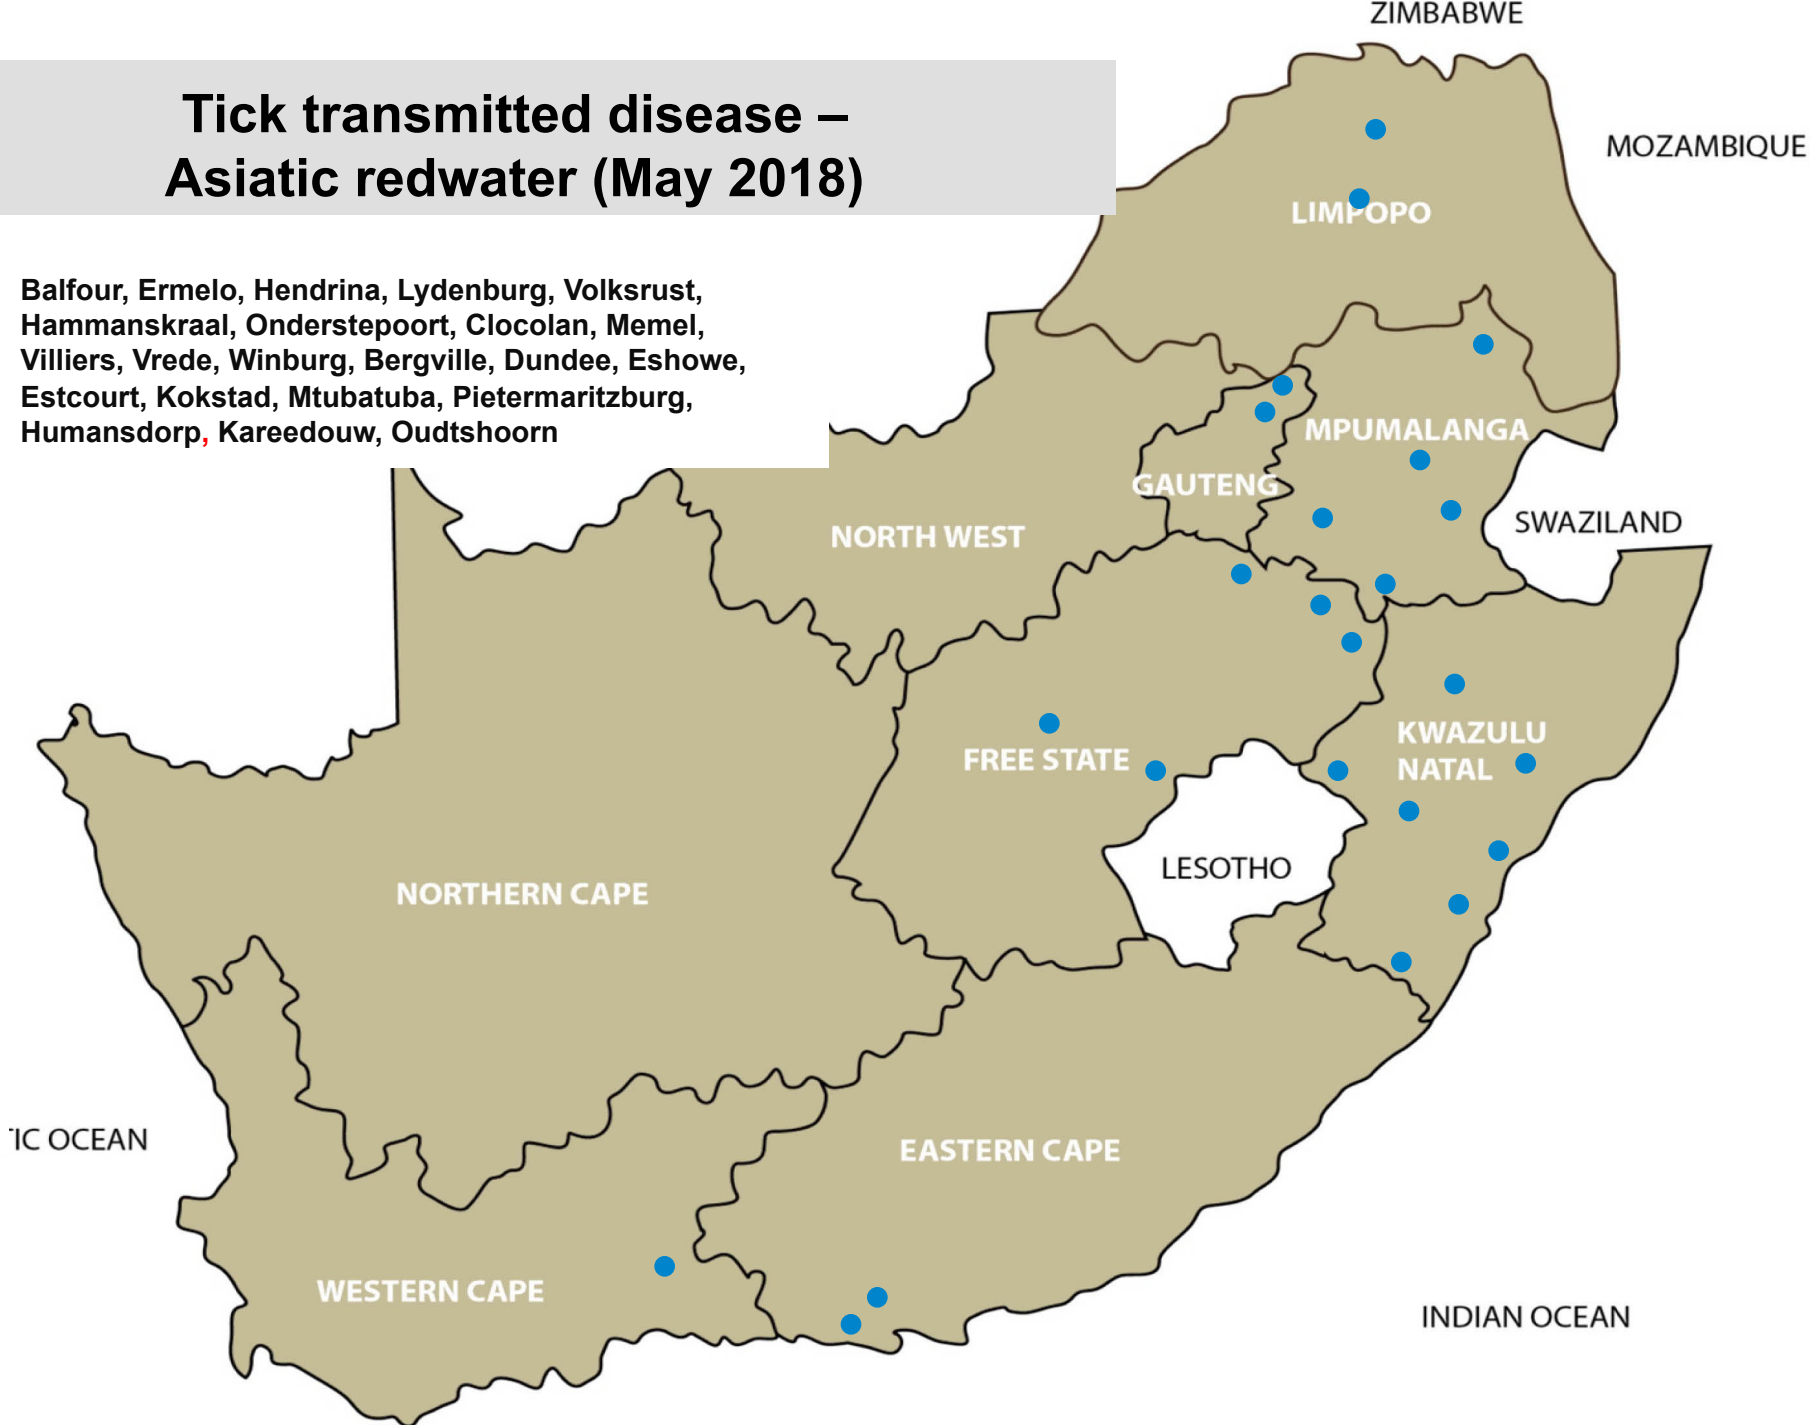 ZIMBABWE
Tick transmitted disease –
Asiatic redwater (May 2018)
MOZAMBIQUE
LIMPOPO
Balfour, Ermelo, Hendrina, Lydenburg, Volksrust,
Hammanskraal, Onderstepoort, Clocolan, Memel,
Villiers, Vrede, Winburg, Bergville, Dundee, Eshowe,
Estcourt, Kokstad, Mtubatuba, Pietermaritzburg,
Humansdorp, Kareedouw, Oudtshoorn
MPUMALANGA
GAUTENG
SWAZILAND
NORTH WEST
KWAZULU
NATAL
FREE STATE
LESOTHO
NORTHERN CAPE
TIC OCEAN
EASTERN CAPE
WESTERN CAPE
INDIAN OCEAN